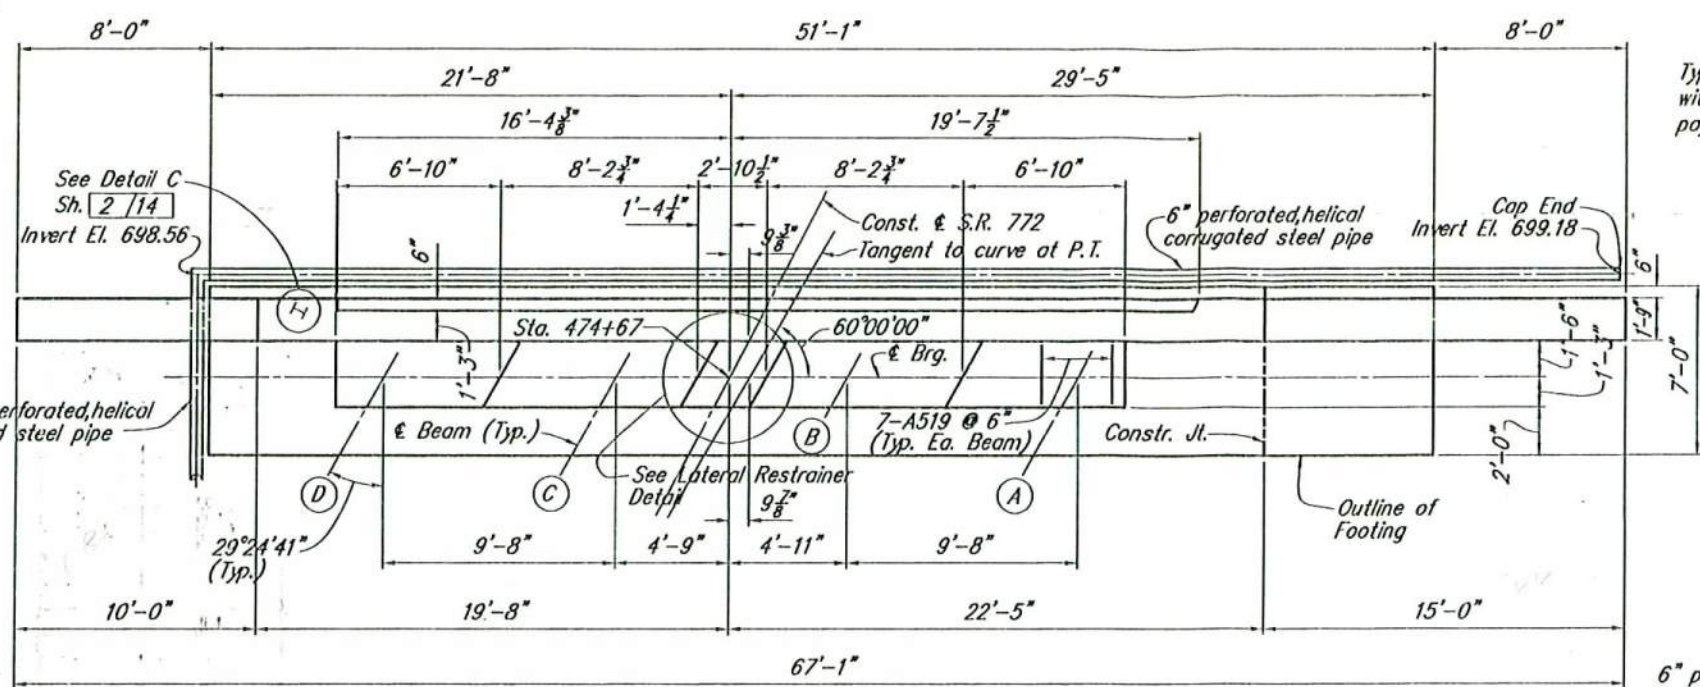 8'-0" 51'-1" 8'-0"
21'-8" 29'-5"
16'-4 3/8" 19'-7 1/2"
6'-10" 8'-2 3/4" 2'-10 1/2" 8'-2 3/4" 6'-10"
See Detail C
Sh. 2 / 14
Invert El. 698.56
1'-4 1/4"
9 3/8"
Const. ℄ S.R. 772
Tangent to curve at P.T.
6" perforated, helical
corrugated steel pipe
Cap End
Invert El. 699.18
6"
6"
H
Sta. 474+67
60°00'00"
℄ Brg.
1'-3"
1'-6"
1'-3"
1'-9"
7'-0"
perforated, helical
steel pipe
℄ Beam (Typ.)
7-A519 @ 6"
(Typ. Ea. Beam)
Constr. Jt.
2'-0"
D
C
B
A
See Lateral Restrainer
Detail
9 7/8"
Outline of
Footing
29°24'41"
(Typ.)
9'-8" 4'-9" 4'-11" 9'-8"
10'-0" 19'-8" 22'-5" 15'-0"
67'-1"
6" p